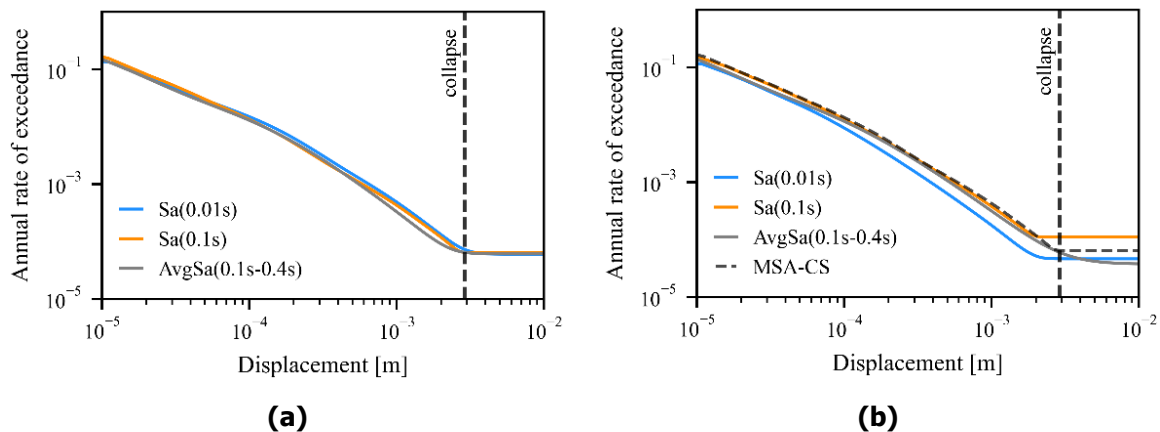 Annual rate of exceedance
10⁻¹
10⁻³
10⁻⁵
collapse
Sa(0.01s)
Sa(0.1s)
AvgSa(0.1s-0.4s)
10⁻⁵ 10⁻⁴ 10⁻³ 10⁻²
Displacement [m]
(a)
Annual rate of exceedance
10⁻¹
10⁻³
10⁻⁵
collapse
Sa(0.01s)
Sa(0.1s)
AvgSa(0.1s-0.4s)
MSA-CS
10⁻⁵ 10⁻⁴ 10⁻³ 10⁻²
Displacement [m]
(b)